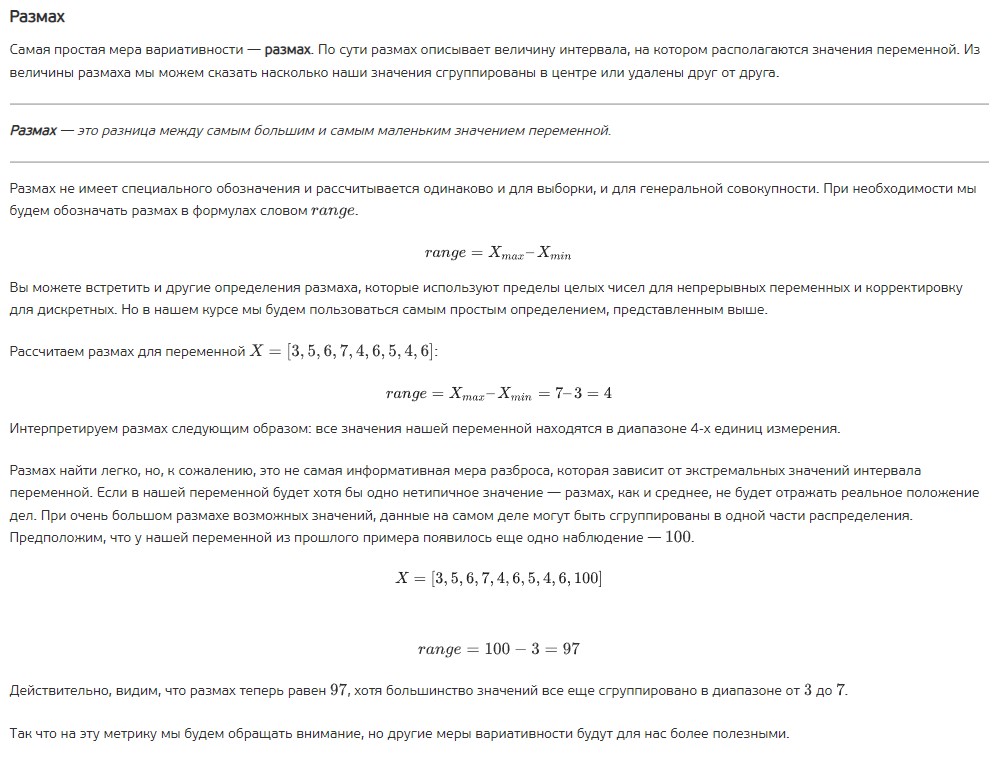 Размах
Самая простая мера вариативности — размах. По сути размах описывает величину интервала, на котором располагаются значения переменной. Из
величины размаха мы можем сказать насколько наши значения сгруппированы в центре или удалены друг от друга.
Размах — это разница между самым большим и самым маленьким значением переменной.
Размах не имеет специального обозначения и рассчитывается одинаково и для выборки, и для генеральной совокупности. При необходимости мы
будем обозначать размах в формулах словом range.
range = Xmax – Xmin
Вы можете встретить и другие определения размаха, которые используют пределы целых чисел для непрерывных переменных и корректировку
для дискретных. Но в нашем курсе мы будем пользоваться самым простым определением, представленным выше.
Рассчитаем размах для переменной X = [3, 5, 6, 7, 4, 6, 5, 4, 6]:
range = Xmax – Xmin = 7 – 3 = 4
Интерпретируем размах следующим образом: все значения нашей переменной находятся в диапазоне 4-х единиц измерения.
Размах найти легко, но, к сожалению, это не самая информативная мера разброса, которая зависит от экстремальных значений интервала
переменной. Если в нашей переменной будет хотя бы одно нетипичное значение — размах, как и среднее, не будет отражать реальное положение
дел. При очень большом размахе возможных значений, данные на самом деле могут быть сгруппированы в одной части распределения.
Предположим, что у нашей переменной из прошлого примера появилось еще одно наблюдение — 100.
X = [3, 5, 6, 7, 4, 6, 5, 4, 6, 100]
range = 100 − 3 = 97
Действительно, видим, что размах теперь равен 97, хотя большинство значений все еще сгруппировано в диапазоне от 3 до 7.
Так что на эту метрику мы будем обращать внимание, но другие меры вариативности будут для нас более полезными.